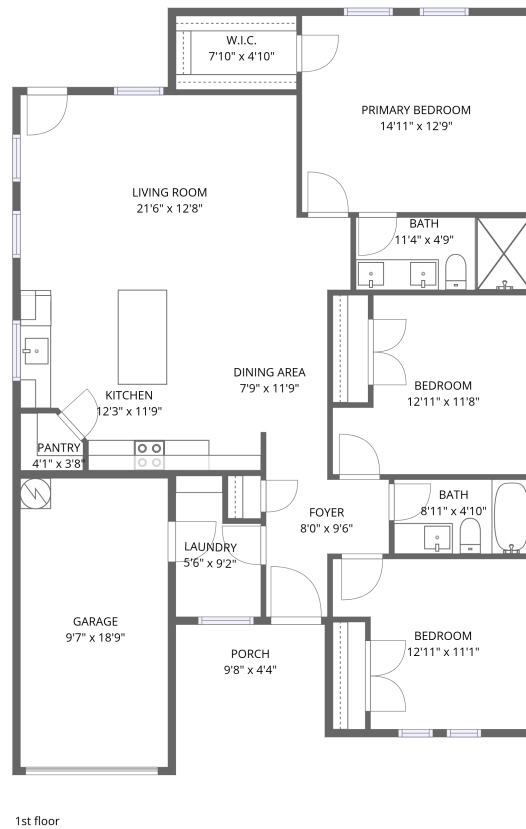 W.I.C.
7'10" x 4'10"
PRIMARY BEDROOM
14'11" x 12'9"
LIVING ROOM
21'6" x 12'8"
BATH
11'4" x 4'9"
DINING AREA
7'9" x 11'9"
BEDROOM
12'11" x 11'8"
KITCHEN
12'3" x 11'9"
PANTRY
4'1" x 3'8"
BATH
8'11" x 4'10"
FOYER
8'0" x 9'6"
LAUNDRY
5'6" x 9'2"
GARAGE
9'7" x 18'9"
BEDROOM
12'11" x 11'1"
PORCH
9'8" x 4'4"
1st floor